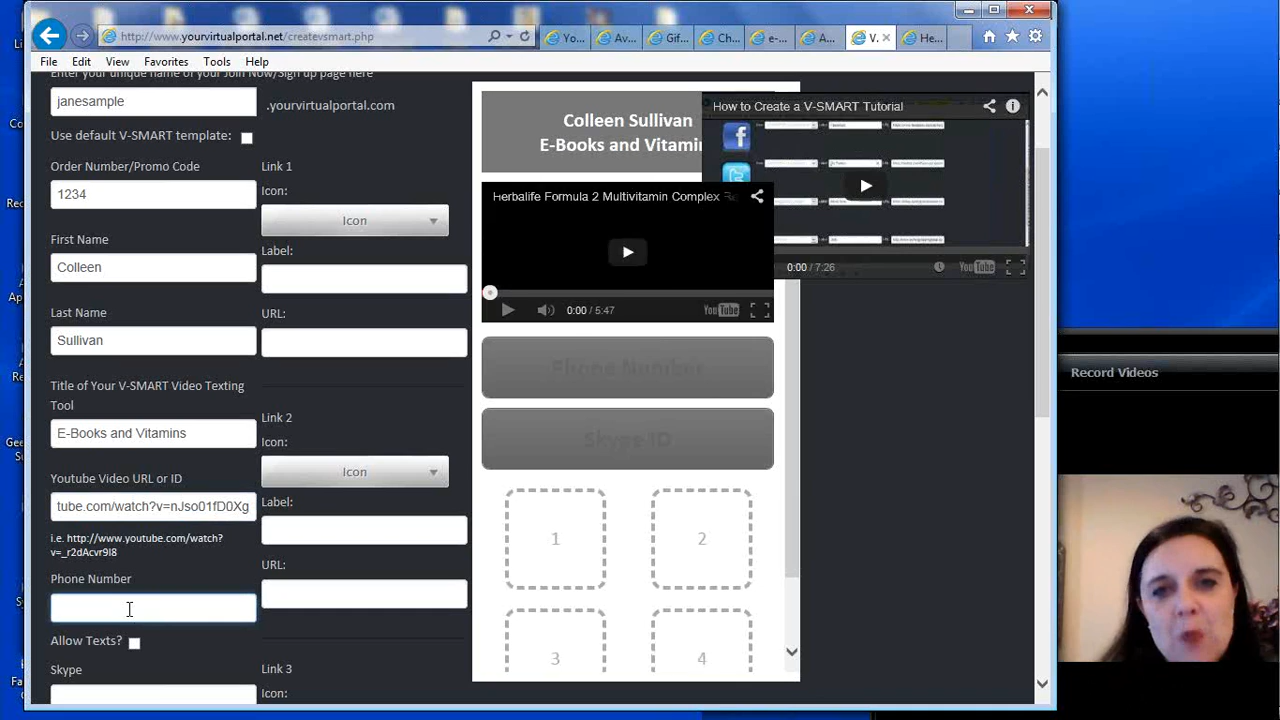 http://www.yourvirtualportal.net/createvsmart.php
Yo...
Av...
Gif...
Ch...
e-...
A...
V.
He...
File Edit View Favorites Tools Help
Enter your unique name or your Join Now/Sign up page here
janesample
.yourvirtualportal.com
Use default V-SMART template:
Order Number/Promo Code
1234
First Name
Colleen
Last Name
Sullivan
Title of Your V-SMART Video Texting
Tool
E-Books and Vitamins
Youtube Video URL or ID
tube.com/watch?v=nJso01fD0Xg
i.e. http://www.youtube.com/watch?
v=_r2dAcvr9I8
Phone Number
Allow Texts?
Skype
Link 1
Icon:
Icon
Label:
URL:
Link 2
Icon:
Icon
Label:
URL:
Link 3
Icon:
Colleen Sullivan
E-Books and Vitamin
How to Create a V-SMART Tutorial
0:00 / 7:26
YouTube
Herbalife Formula 2 Multivitamin Complex
0:00 / 5:47
YouTube
Phone Number
Skype ID
1
2
3
4
Record Videos